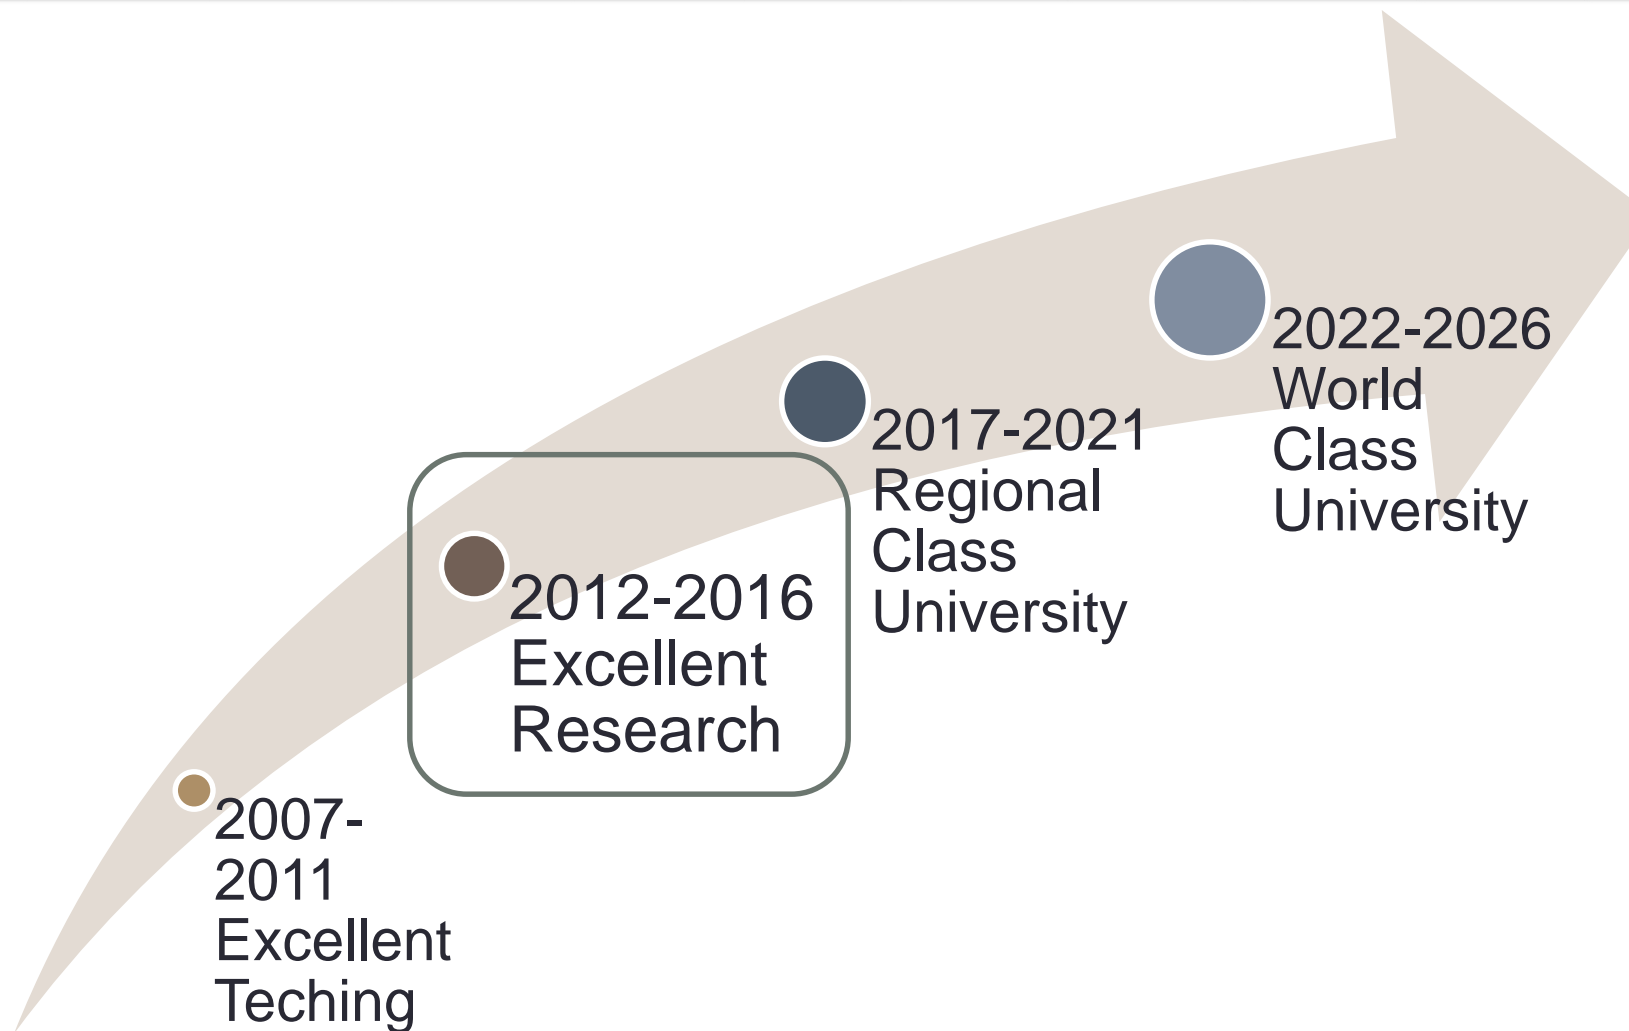 2007-
2011
Excellent
Teching
2012-2016
Excellent
Research
2017-2021
Regional
Class
University
2022-2026
World
Class
University